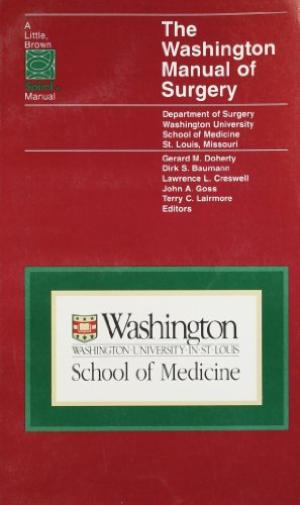 A
Little,
Brown
Spiral®
Manual
The
Washington
Manual of
Surgery
Department of Surgery
Washington University
School of Medicine
St. Louis, Missouri
Gerard M. Doherty
Dirk S. Baumann
Lawrence L. Creswell
John A. Goss
Terry C. Lairmore
Editors
Washington
WASHINGTON·UNIVERSITY·IN·ST·LOUIS
School of Medicine